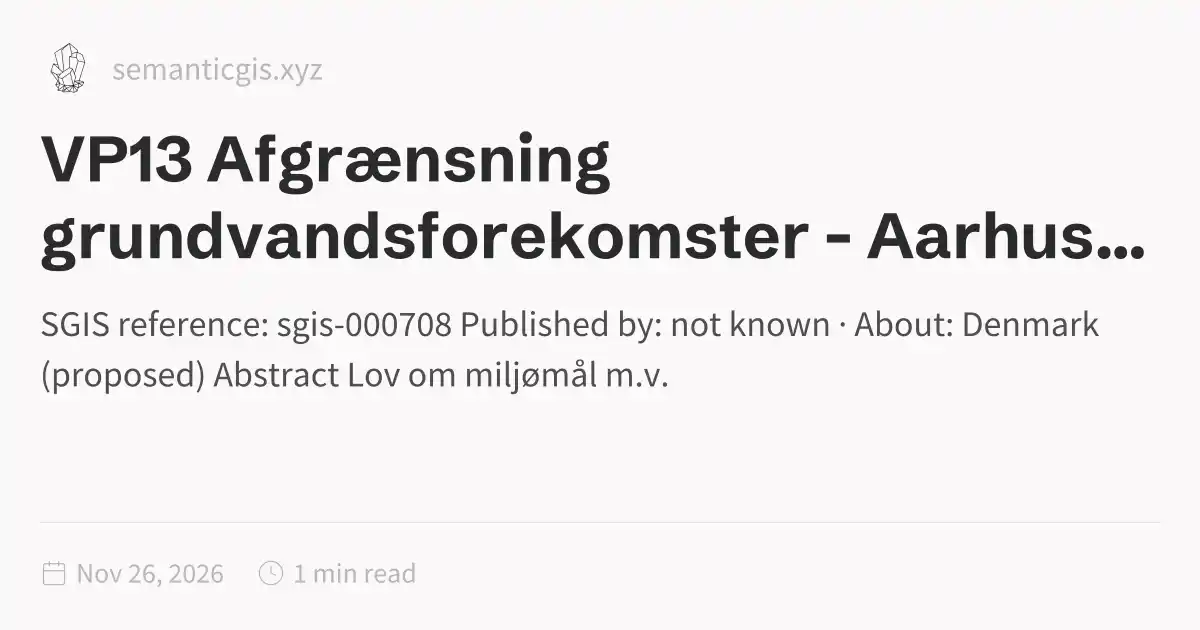 semanticgis.xyz
VP13 Afgrænsning
grundvandsforekomster - Aarhus...
SGIS reference: sgis-000708 Published by: not known · About: Denmark
(proposed) Abstract Lov om miljømål m.v.
Nov 26, 2026 1 min read